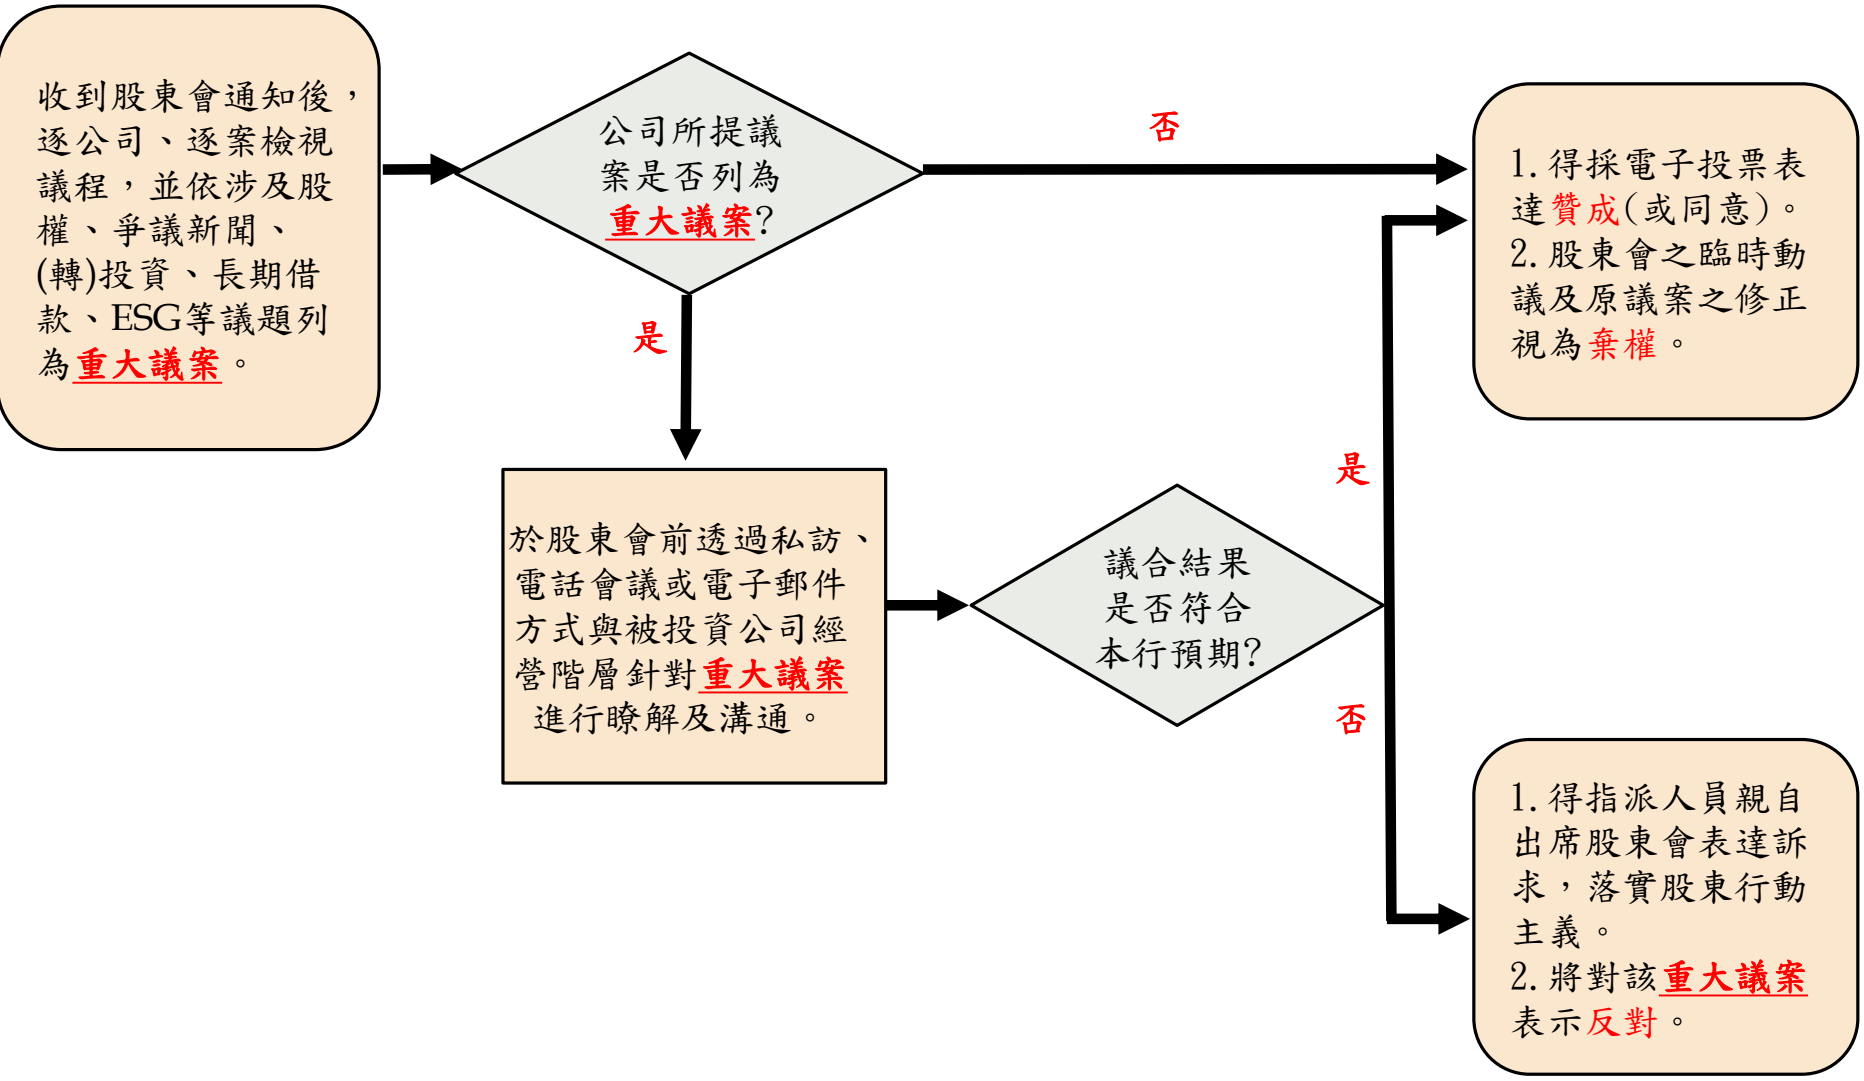 收到股東會通知後，
逐公司、逐案檢視
議程，並依涉及股
權、爭議新聞、
(轉)投資、長期借
款、ESG等議題列
為重大議案。
公司所提議
案是否列為
重大議案?
否
是
1.得採電子投票表
達贊成(或同意)。
2.股東會之臨時動
議及原議案之修正
視為棄權。
於股東會前透過私訪、
電話會議或電子郵件
方式與被投資公司經
營階層針對重大議案
進行瞭解及溝通。
議合結果
是否符合
本行預期?
是
否
1.得指派人員親自
出席股東會表達訴
求，落實股東行動
主義。
2.將對該重大議案
表示反對。